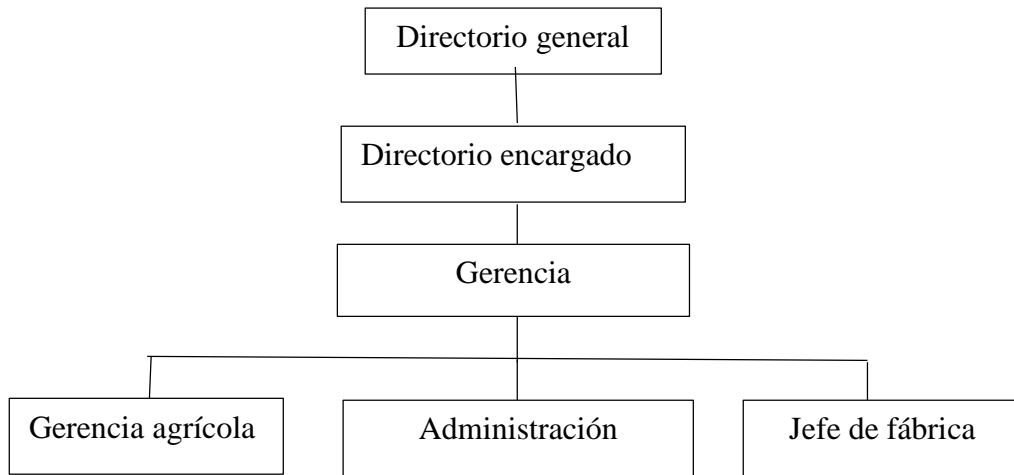 Directorio general
Directorio encargado
Gerencia
Gerencia agrícola
Administración
Jefe de fábrica